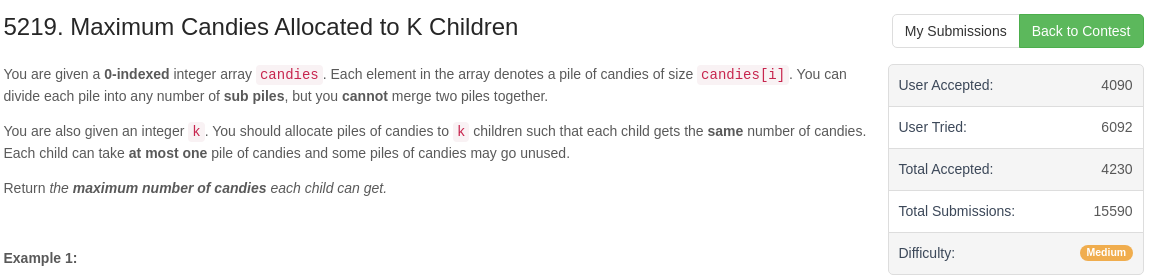 5219. Maximum Candies Allocated to K Children
My Submissions
Back to Contest
You are given a 0-indexed integer array candies. Each element in the array denotes a pile of candies of size candies[i]. You can
divide each pile into any number of sub piles, but you cannot merge two piles together.
You are also given an integer k. You should allocate piles of candies to k children such that each child gets the same number of candies.
Each child can take at most one pile of candies and some piles of candies may go unused.
Return the maximum number of candies each child can get.
Example 1:
User Accepted: 4090
User Tried: 6092
Total Accepted: 4230
Total Submissions: 15590
Difficulty: Medium